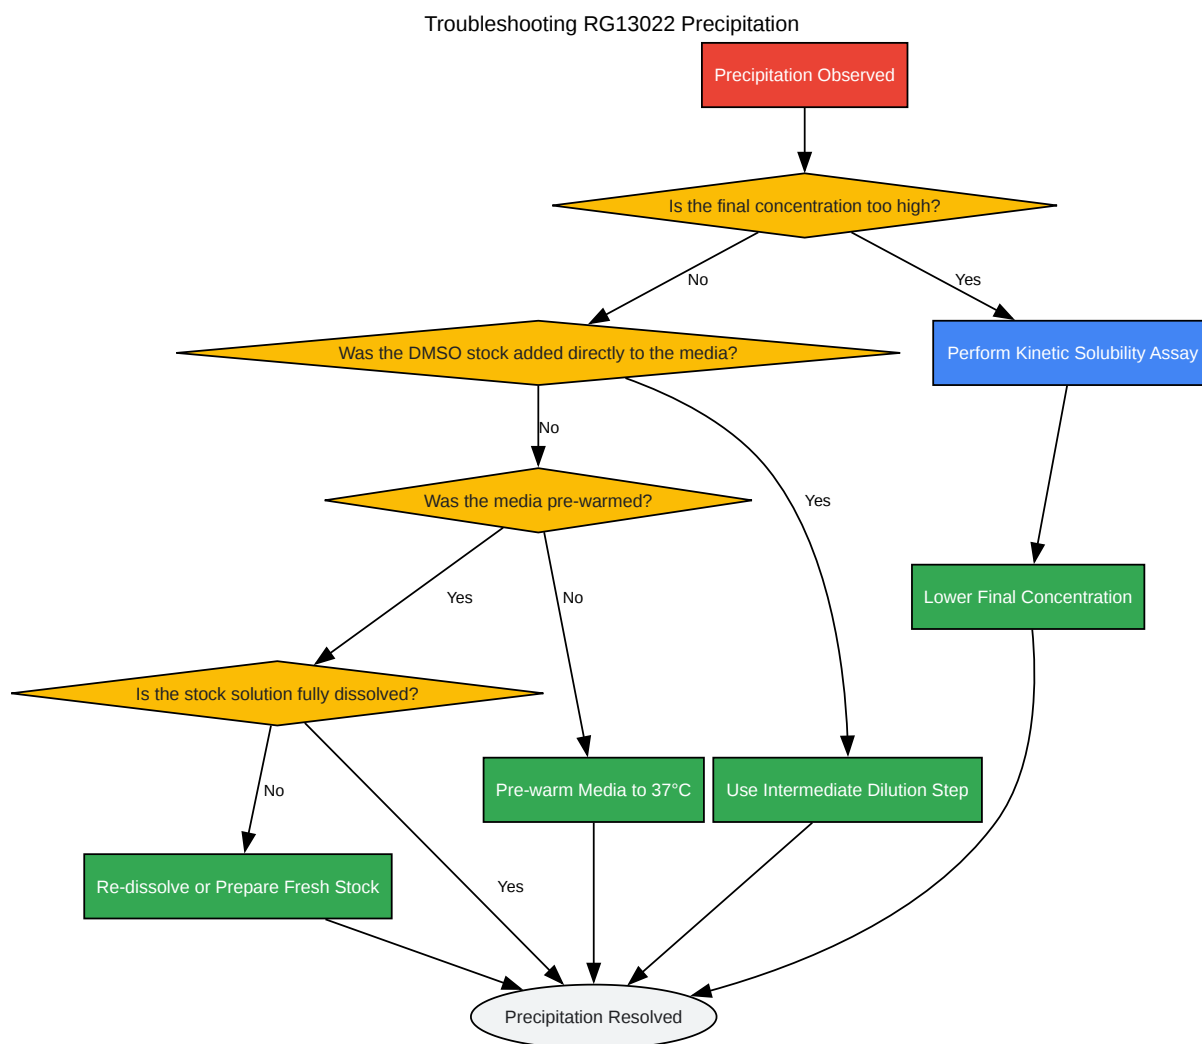 Troubleshooting RG13022 Precipitation
Precipitation Observed
Is the final concentration too high?
No
Yes
Was the DMSO stock added directly to the media?
Perform Kinetic Solubility Assay
No
Was the media pre-warmed?
Yes
Yes
No
Lower Final Concentration
Is the stock solution fully dissolved?
No
Pre-warm Media to 37°C
Use Intermediate Dilution Step
Re-dissolve or Prepare Fresh Stock
Yes
Precipitation Resolved